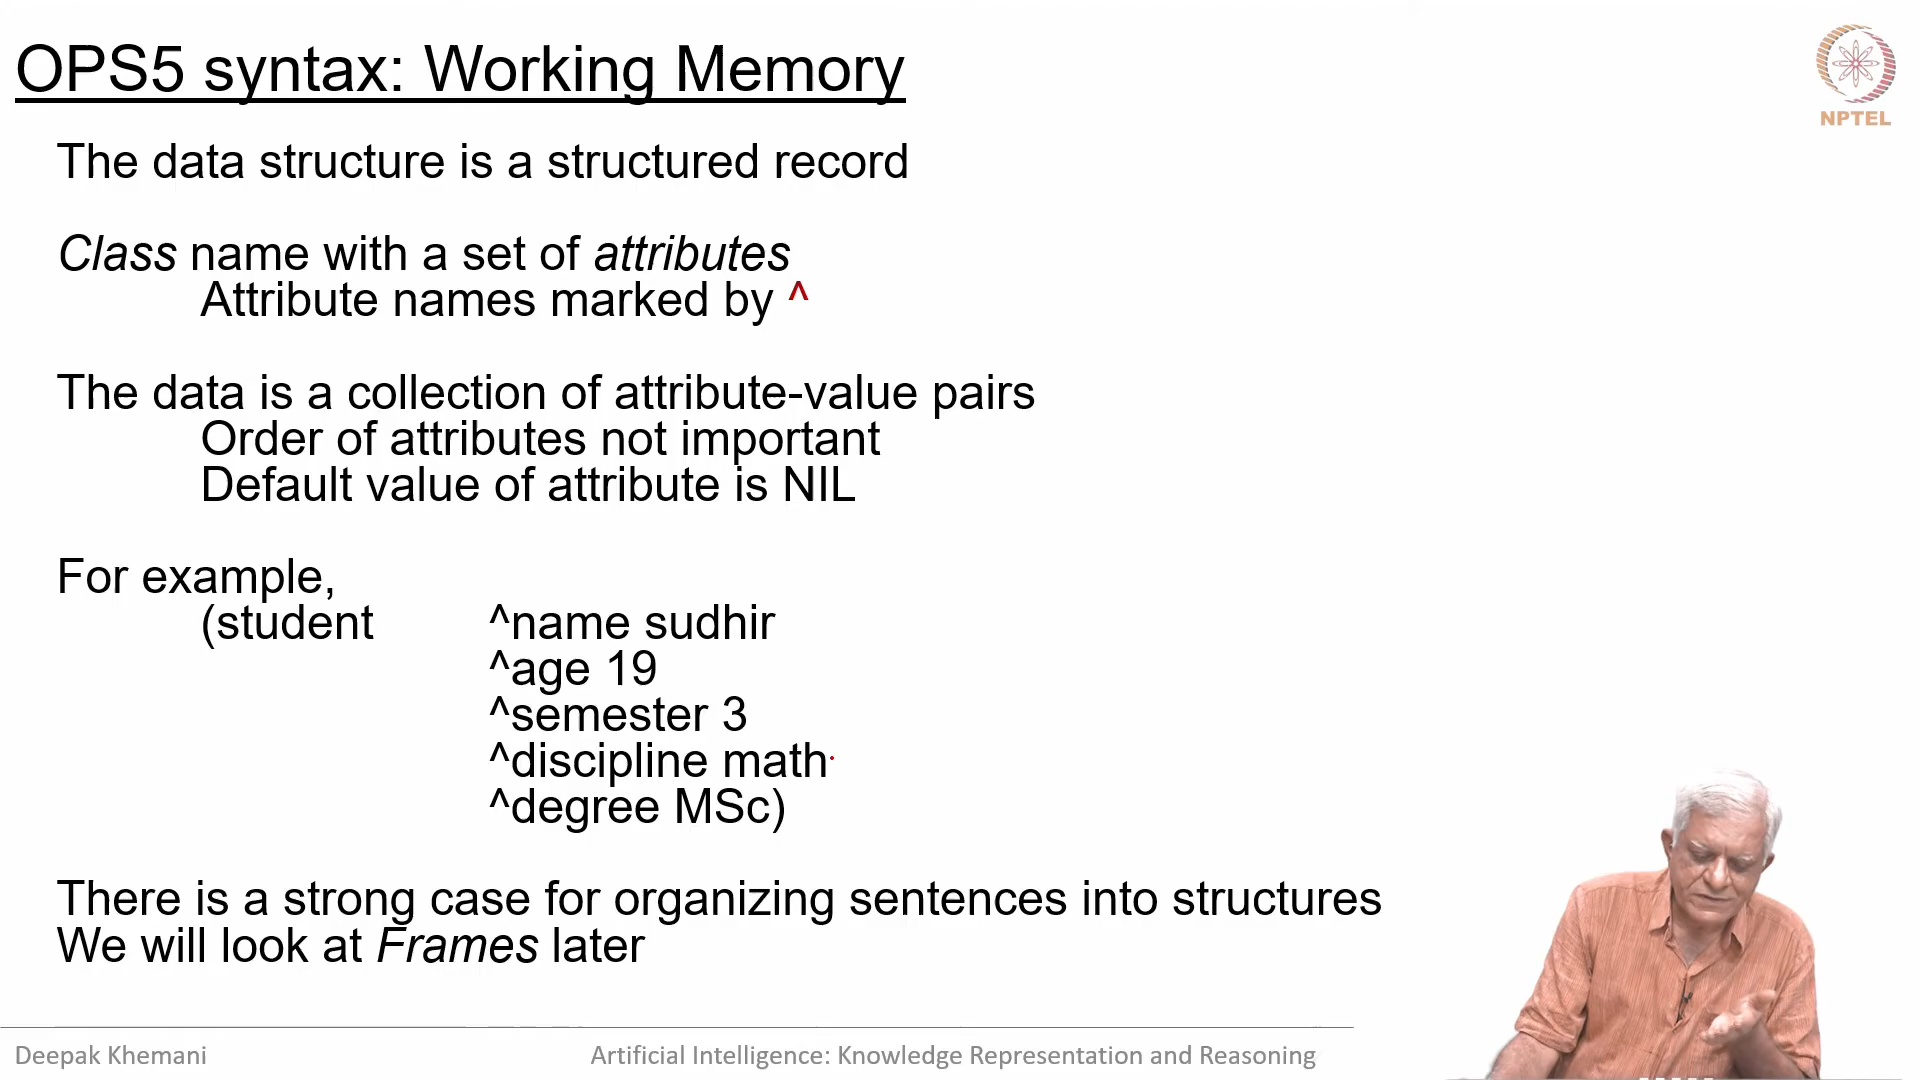 OPS5 syntax: Working Memory
NPTEL
The data structure is a structured record
Class name with a set of attributes
Attribute names marked by ^
The data is a collection of attribute-value pairs
Order of attributes not important
Default value of attribute is NIL
For example,
(student ^name sudhir
^age 19
^semester 3
^discipline math
^degree MSc)
There is a strong case for organizing sentences into structures
We will look at Frames later
Deepak Khemani
Artificial Intelligence: Knowledge Representation and Reasoning